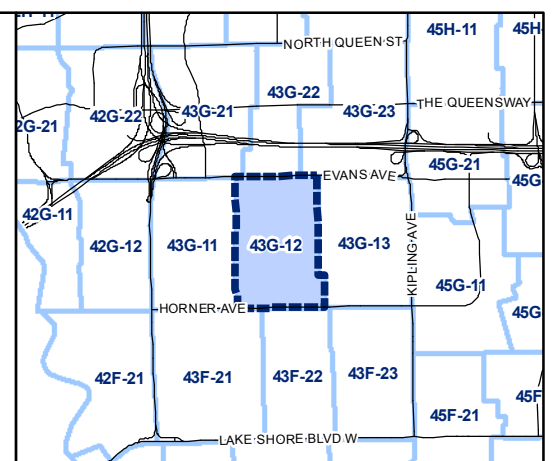 45H-11
45H-
NORTH QUEEN ST
43G-22
THE QUEENSWAY
2G-21
42G-22
43G-21
43G-23
45G-21
EVANS AVE
45G
42G-11
42G-12
43G-11
43G-12
43G-13
KIPLING AVE
45G-11
HORNER AVE
45G
42F-21
43F-21
43F-22
43F-23
45F
45F-21
LAKE SHORE BLVD W